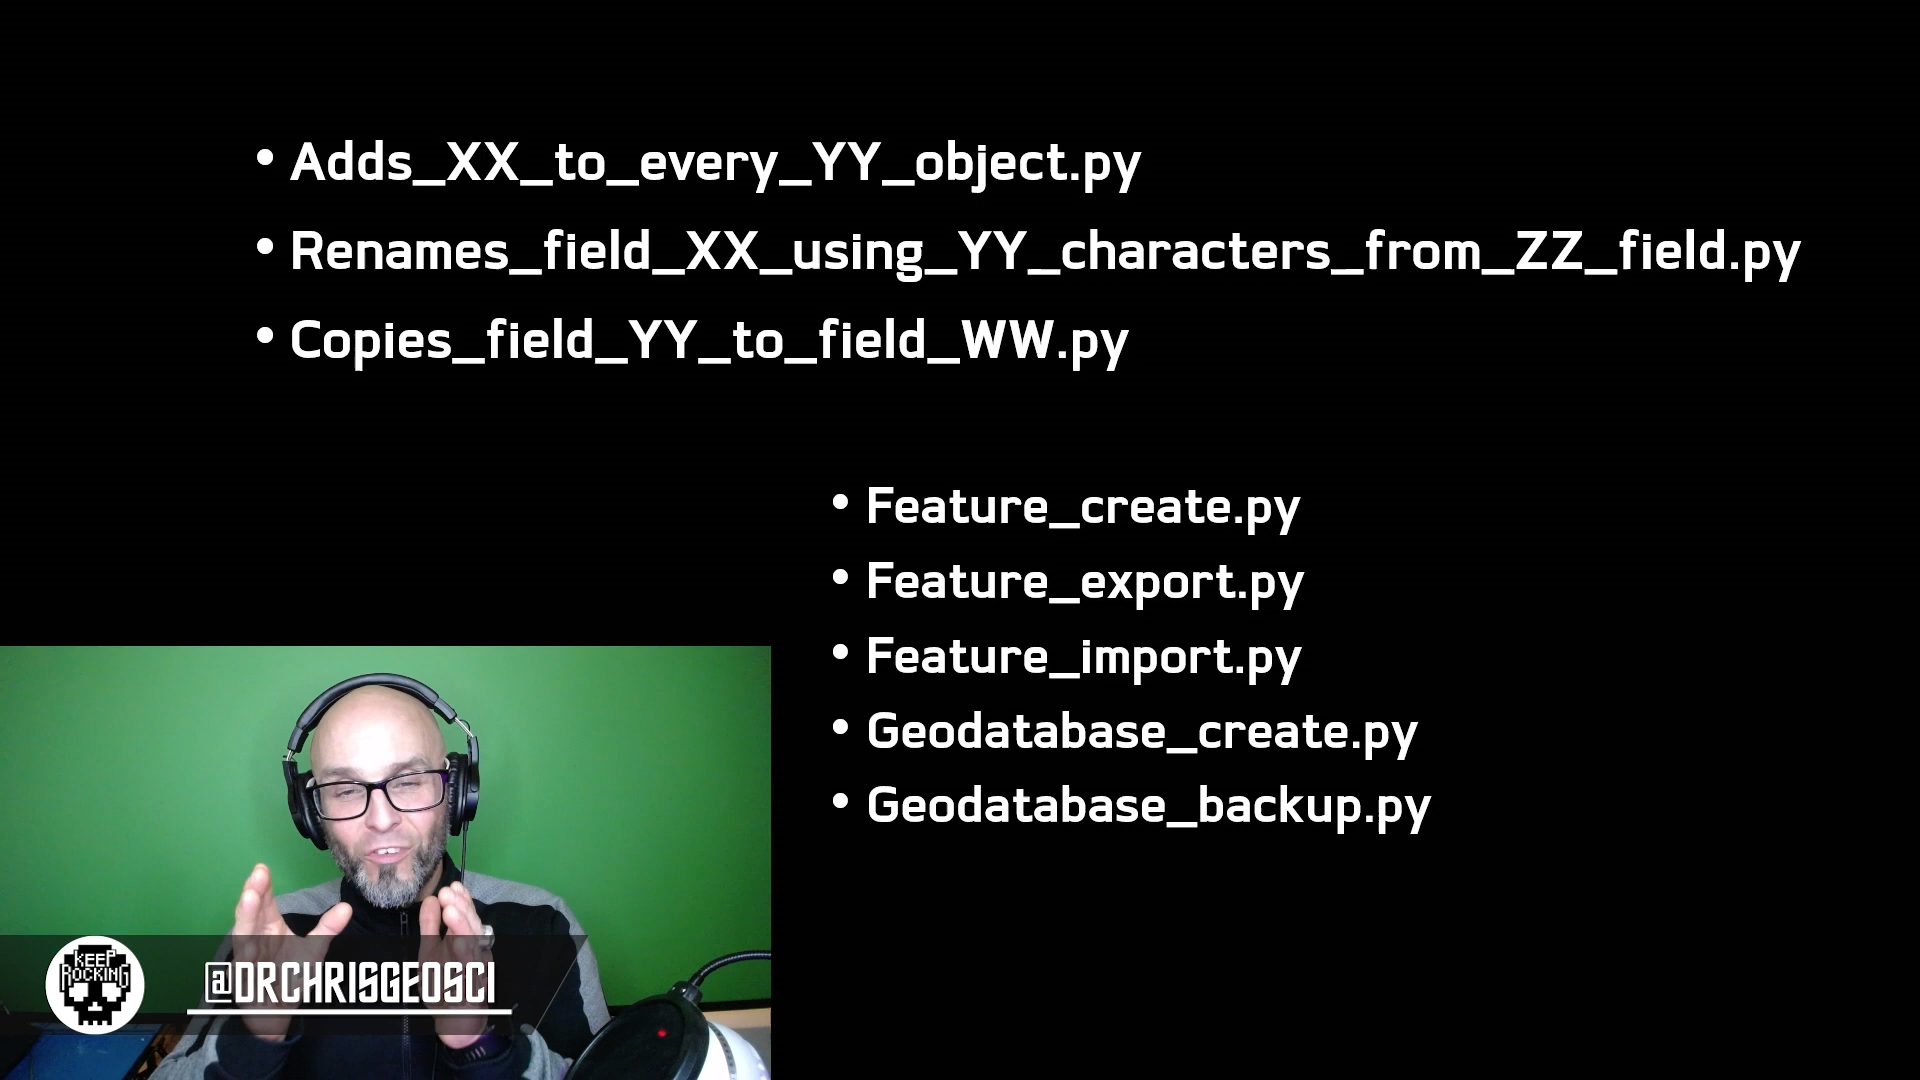 • Adds_XX_to_every_YY_object.py
• Renames_field_XX_using_YY_characters_from_ZZ_field.py
• Copies_field_YY_to_field_WW.py
• Feature_create.py
• Feature_export.py
• Feature_import.py
• Geodatabase_create.py
• Geodatabase_backup.py
KEEP
ROCKING
@DRCHRISGEOSCI